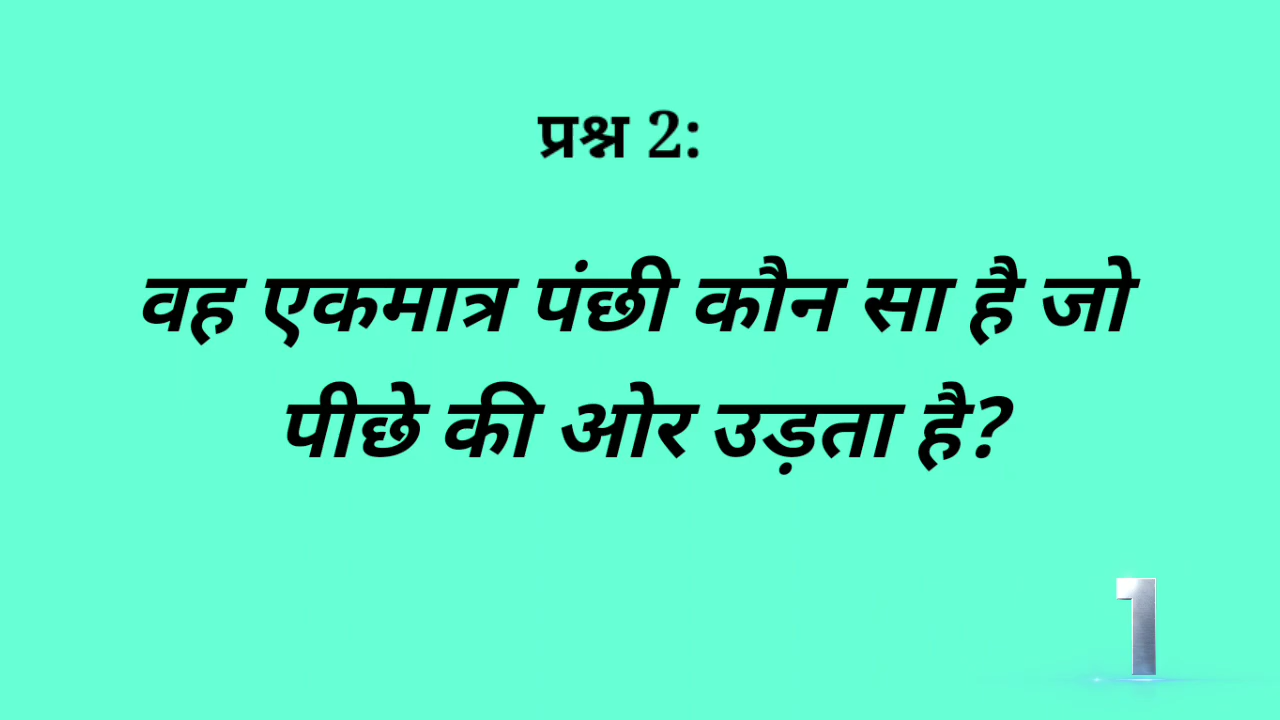 प्रश्न 2:
वह एकमात्र पंछी कौन सा है जो
पीछे की ओर उड़ता है?
1